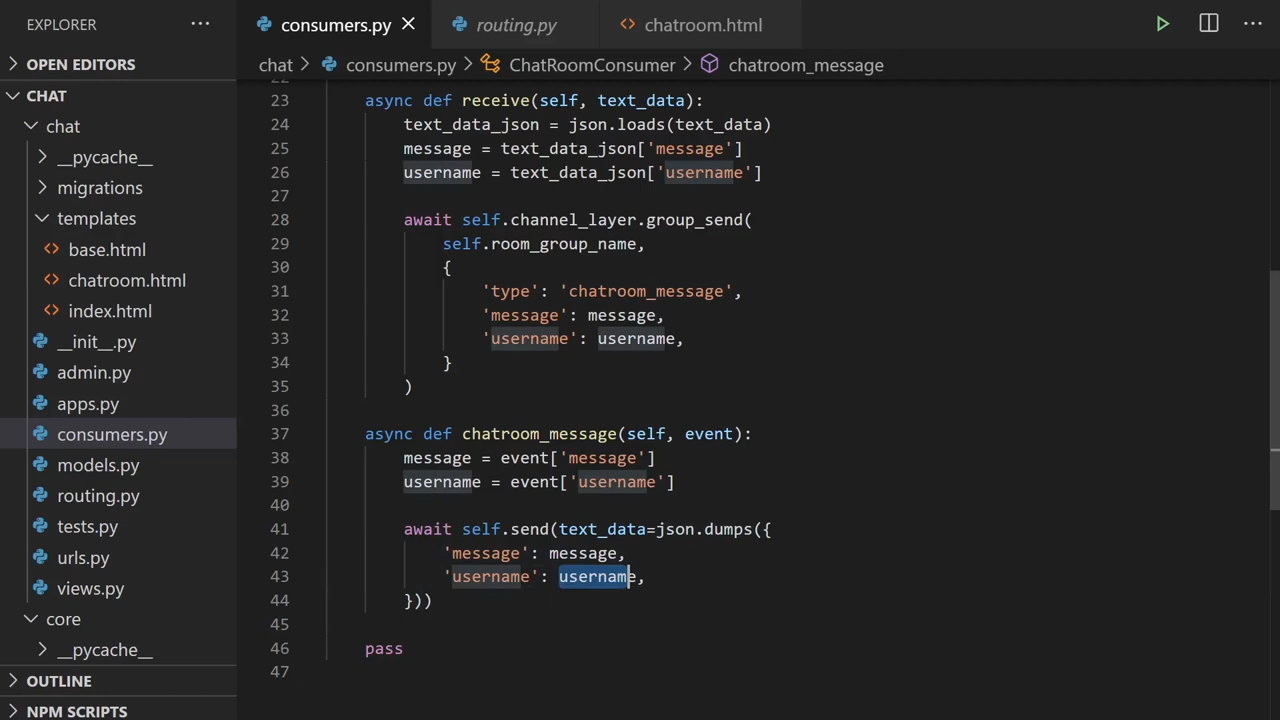 EXPLORER
consumers.py
routing.py
chatroom.html
OPEN EDITORS
chat > consumers.py > ChatRoomConsumer > chatroom_message
CHAT
chat
__pycache__
migrations
templates
base.html
chatroom.html
index.html
__init__.py
admin.py
apps.py
consumers.py
models.py
routing.py
tests.py
urls.py
views.py
core
__pycache__
OUTLINE
NPM SCRIPTS
23 async def receive(self, text_data):
24 text_data_json = json.loads(text_data)
25 message = text_data_json['message']
26 username = text_data_json['username']
27
28 await self.channel_layer.group_send(
29 self.room_group_name,
30 {
31 'type': 'chatroom_message',
32 'message': message,
33 'username': username,
34 }
35 )
36
37 async def chatroom_message(self, event):
38 message = event['message']
39 username = event['username']
40
41 await self.send(text_data=json.dumps({
42 'message': message,
43 'username': username,
44 }))
45
46 pass
47